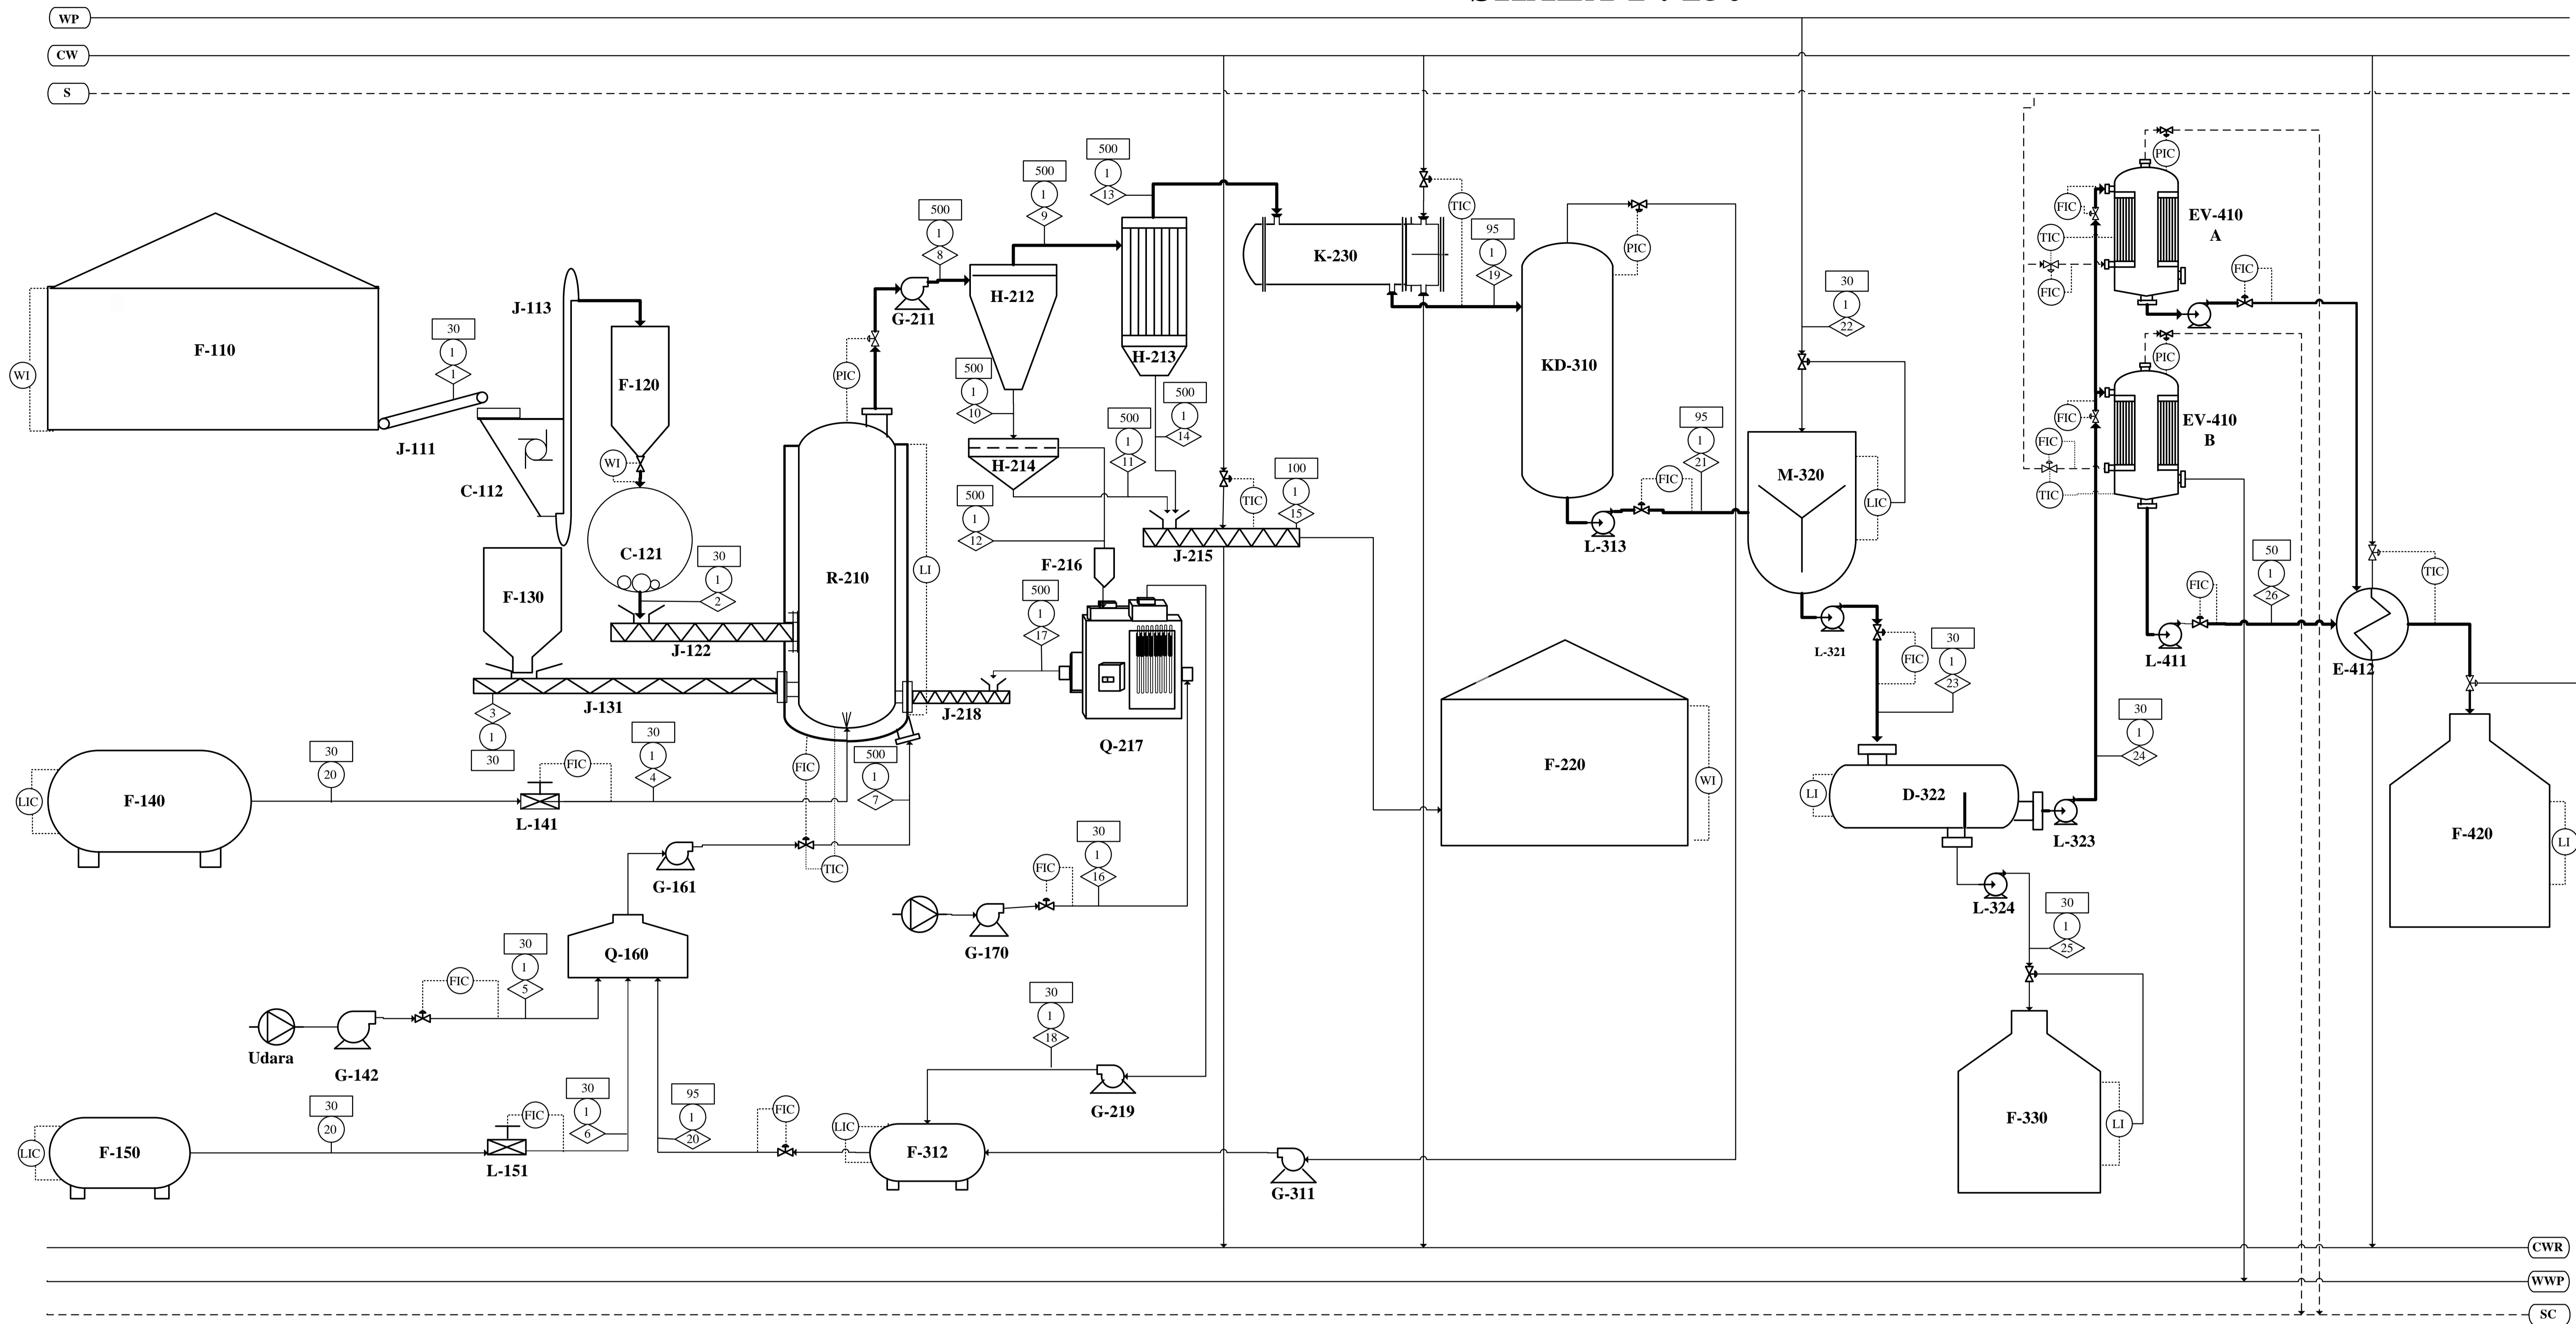 WP
CW
S
F-110
WI
J-111
30
1
1
C-112
J-113
F-120
WI
C-121
30
1
2
J-122
F-130
J-131
3
1
30
F-140
LIC
30
20
L-141
FIC
30
1
4
R-210
PIC
LI
FIC
TIC
500
1
7
G-161
Q-160
30
1
5
FIC
Udara
G-142
F-150
LIC
30
20
L-151
FIC
30
1
6
95
1
20
FIC
LIC
F-312
G-311
G-219
30
1
18
G-170
FIC
30
1
16
G-211
500
1
8
H-212
500
1
9
500
1
10
H-214
500
1
11
500
1
12
H-213
500
1
13
500
1
14
TIC
100
1
15
J-215
F-216
500
1
17
J-218
Q-217
K-230
TIC
95
1
19
KD-310
PIC
L-313
FIC
95
1
21
F-220
WI
M-320
LIC
30
1
22
L-321
FIC
30
1
23
D-322
LI
L-323
L-324
30
1
24
30
1
25
F-330
LI
EV-410
A
PIC
FIC
TIC
FIC
FIC
EV-410
B
PIC
FIC
FIC
TIC
L-411
FIC
50
1
26
E-412
TIC
F-420
LI
CWR
WWP
SC